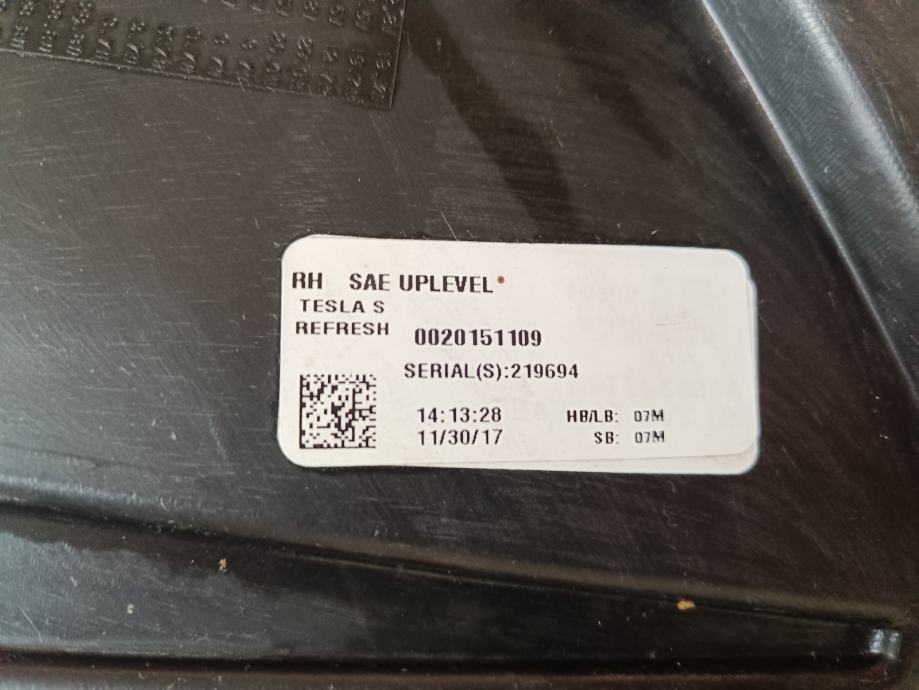 RH SAE UPLEVEL
TESLA S
REFRESH 0020151109
SERIAL(S):219694
14:13:28 HB/LB: 07M
11/30/17 SB: 07M